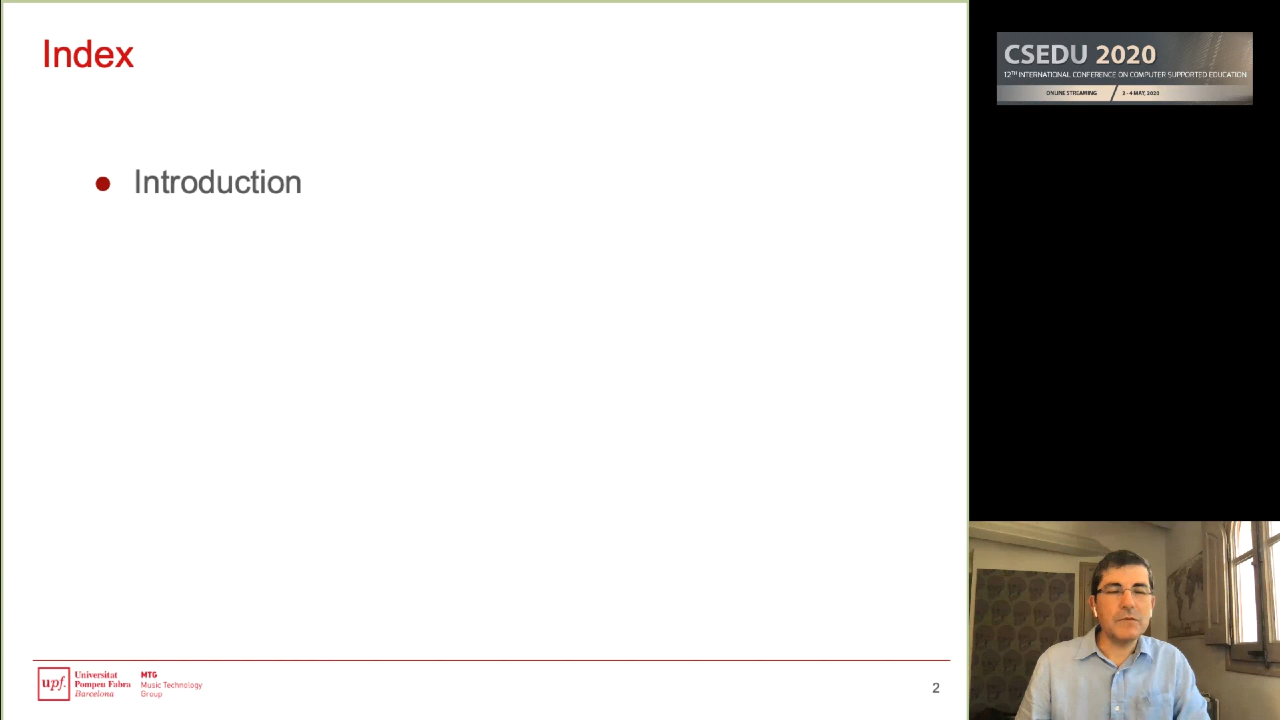 Index
CSEDU 2020
12TH INTERNATIONAL CONFERENCE ON COMPUTER SUPPORTED EDUCATION
ONLINE STREAMING / 2 - 4 MAY, 2020
● Introduction
upf. Universitat Pompeu Fabra Barcelona
MTG Music Technology Group
2